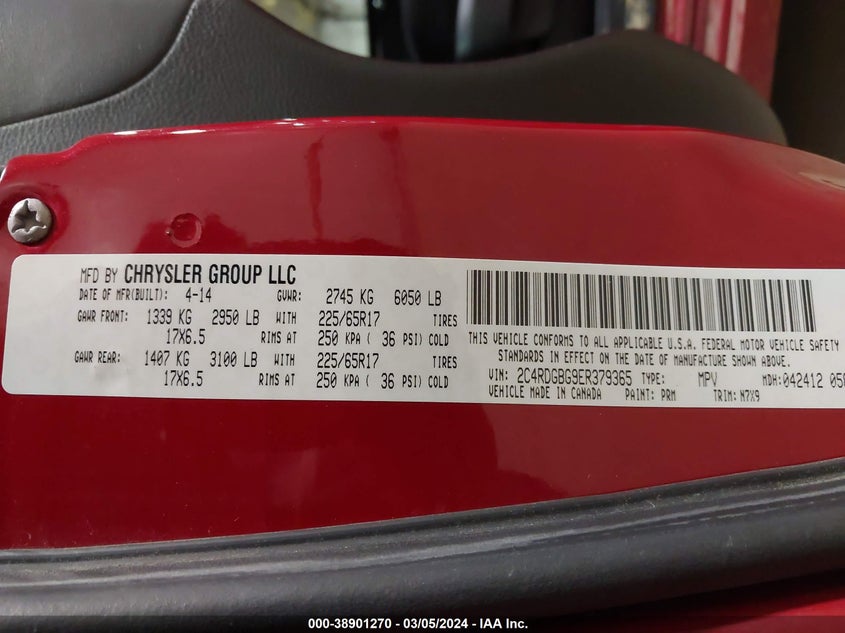 MFD BY CHRYSLER GROUP LLC
DATE OF MFR(BUILT): 4-14 GVWR: 2745 KG 6050 LB
GAWR FRONT: 1339 KG 2950 LB WITH 225/65R17 TIRES
17X6.5 RIMS AT 250 KPA ( 36 PSI) COLD
GAWR REAR: 1407 KG 3100 LB WITH 225/65R17 TIRES
17X6.5 RIMS AT 250 KPA ( 36 PSI) COLD
THIS VEHICLE CONFORMS TO ALL APPLICABLE U.S.A. FEDERAL MOTOR VEHICLE SAFETY
STANDARDS IN EFFECT ON THE DATE OF MANUFACTURE SHOWN ABOVE.
VIN: 2C4RDGBG9ER379365 TYPE: MPV MDH: 042412
VEHICLE MADE IN CANADA PAINT: PRM TRIM: N7X9
000-38901270 — 03/05/2024 — IAA Inc.